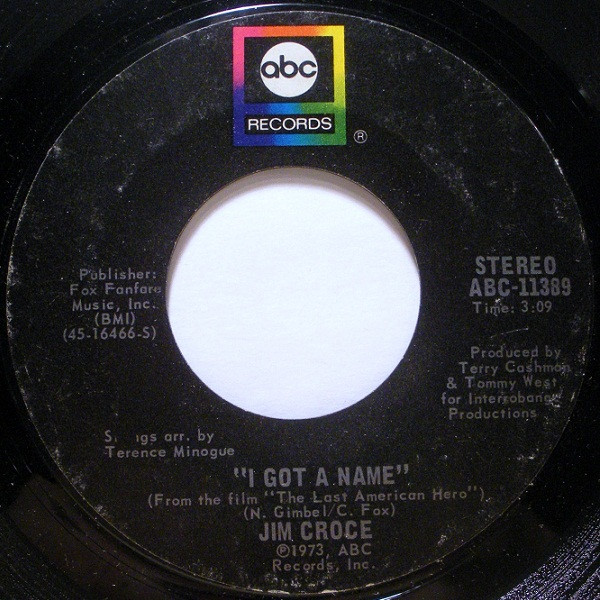 abc
RECORDS
®
Publisher:
Fox Fanfare
Music, Inc.
(BMI)
(45-16466-S)
STEREO
ABC-11389
Time: 3:09
Produced by
Terry Cashman
& Tommy West
for Interrobang
Productions
arr. by
Terence Minogue
"I GOT A NAME"
(From the film "The Last American Hero")
(N. Gimbel/C. Fox)
JIM CROCE
℗1973, ABC
Records, Inc.